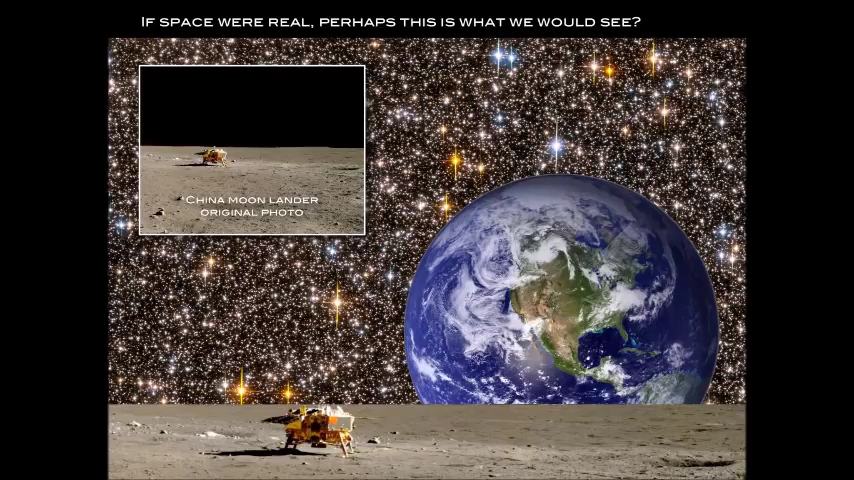 If space were real, perhaps this is what we would see?
*China moon lander
original photo